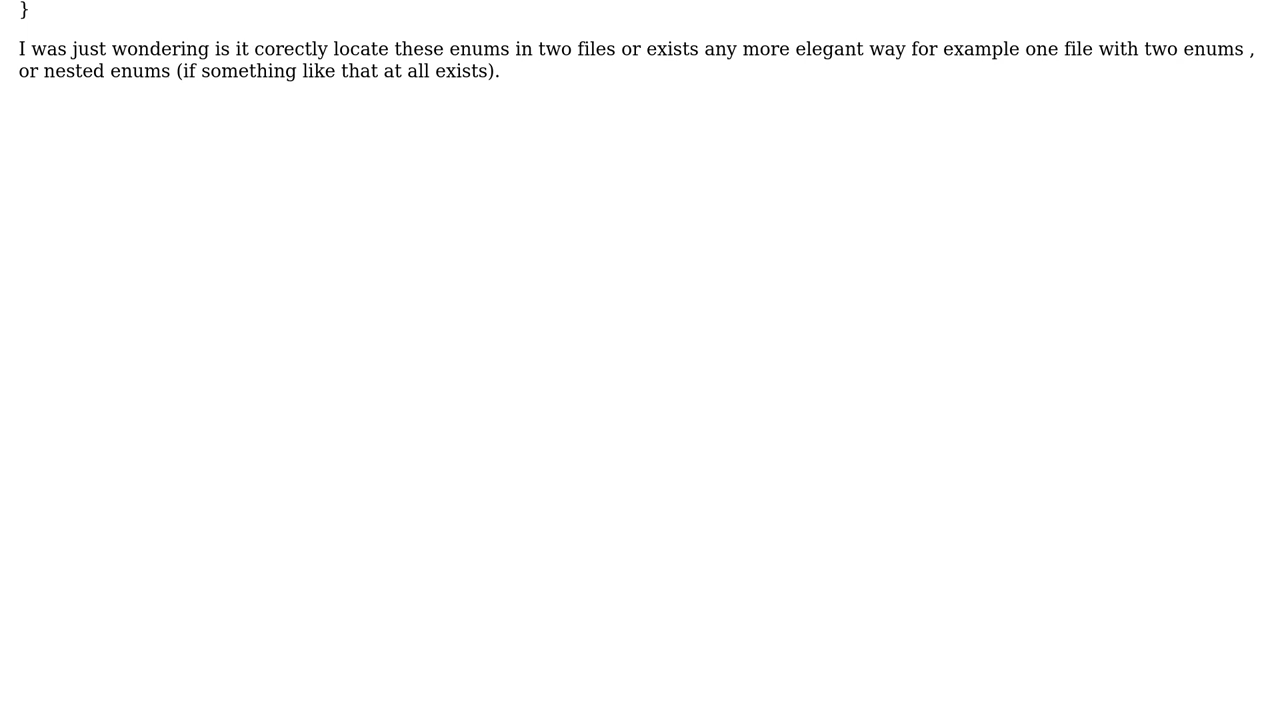 }
I was just wondering is it corectly locate these enums in two files or exists any more elegant way for example one file with two enums ,
or nested enums (if something like that at all exists).